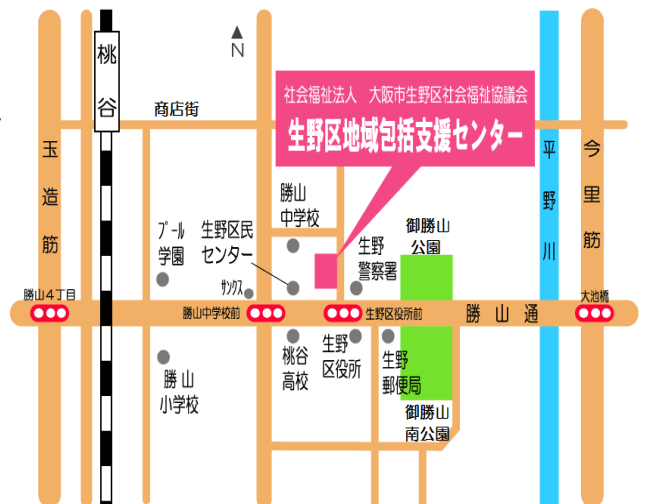 桃谷
N
商店街
社会福祉法人　大阪市生野区社会福祉協議会
生野区地域包括支援センター
玉造筋
平野川
今里筋
勝山
中学校
プール
学園
生野区民
センター
生野
警察署
御勝山
公園
サンクス
勝山4丁目
勝山中学校前
生野区役所前
勝山通
大池橋
勝山
小学校
桃谷
高校
生野
区役所
生野
郵便局
御勝山
南公園